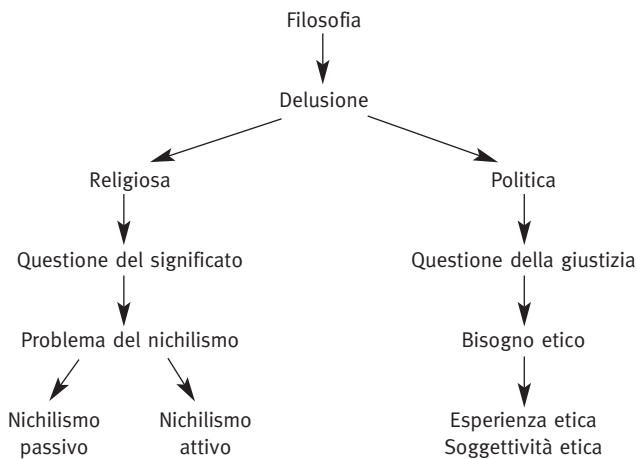 Filosofia
Delusione
Religiosa
Politica
Questione del significato
Questione della giustizia
Problema del nichilismo
Bisogno etico
Nichilismo
passivo
Nichilismo
attivo
Esperienza etica
Soggettività etica